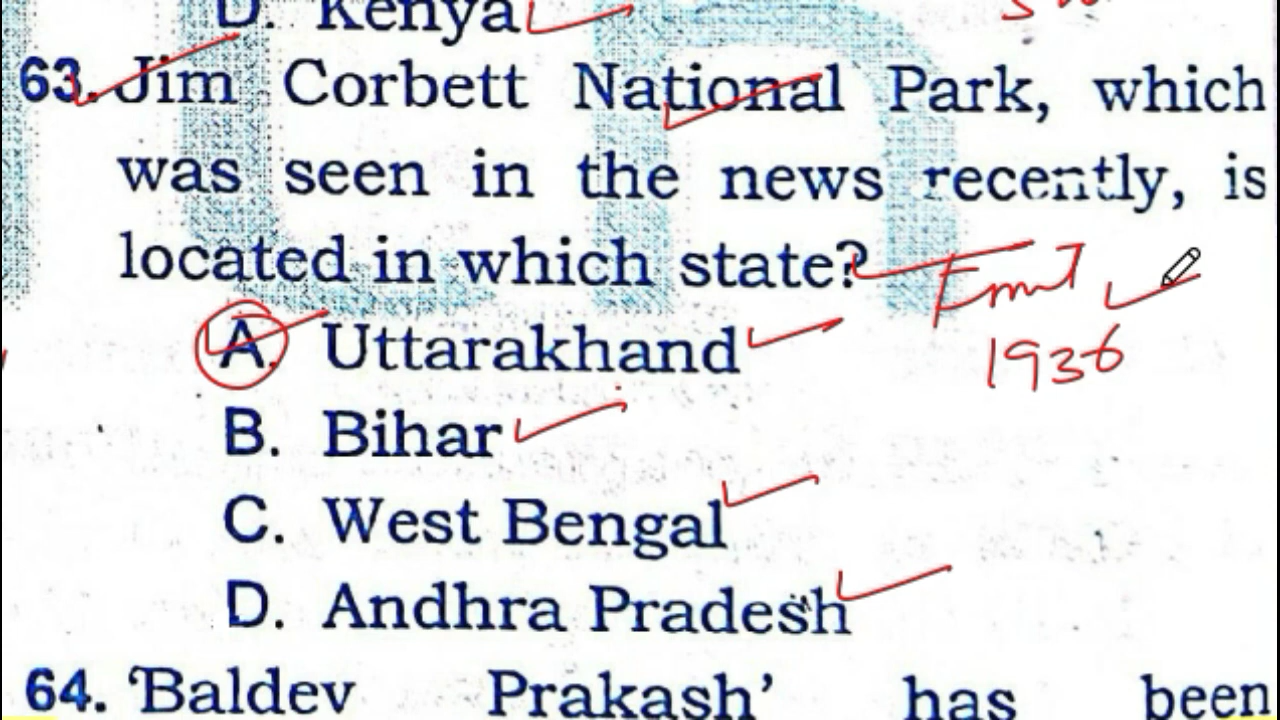 D. Kenya
63. Jim Corbett National Park, which
was seen in the news recently, is
located in which state?
A. Uttarakhand
1936
B. Bihar
C. West Bengal
D. Andhra Pradesh
64. 'Baldev Prakash' has been